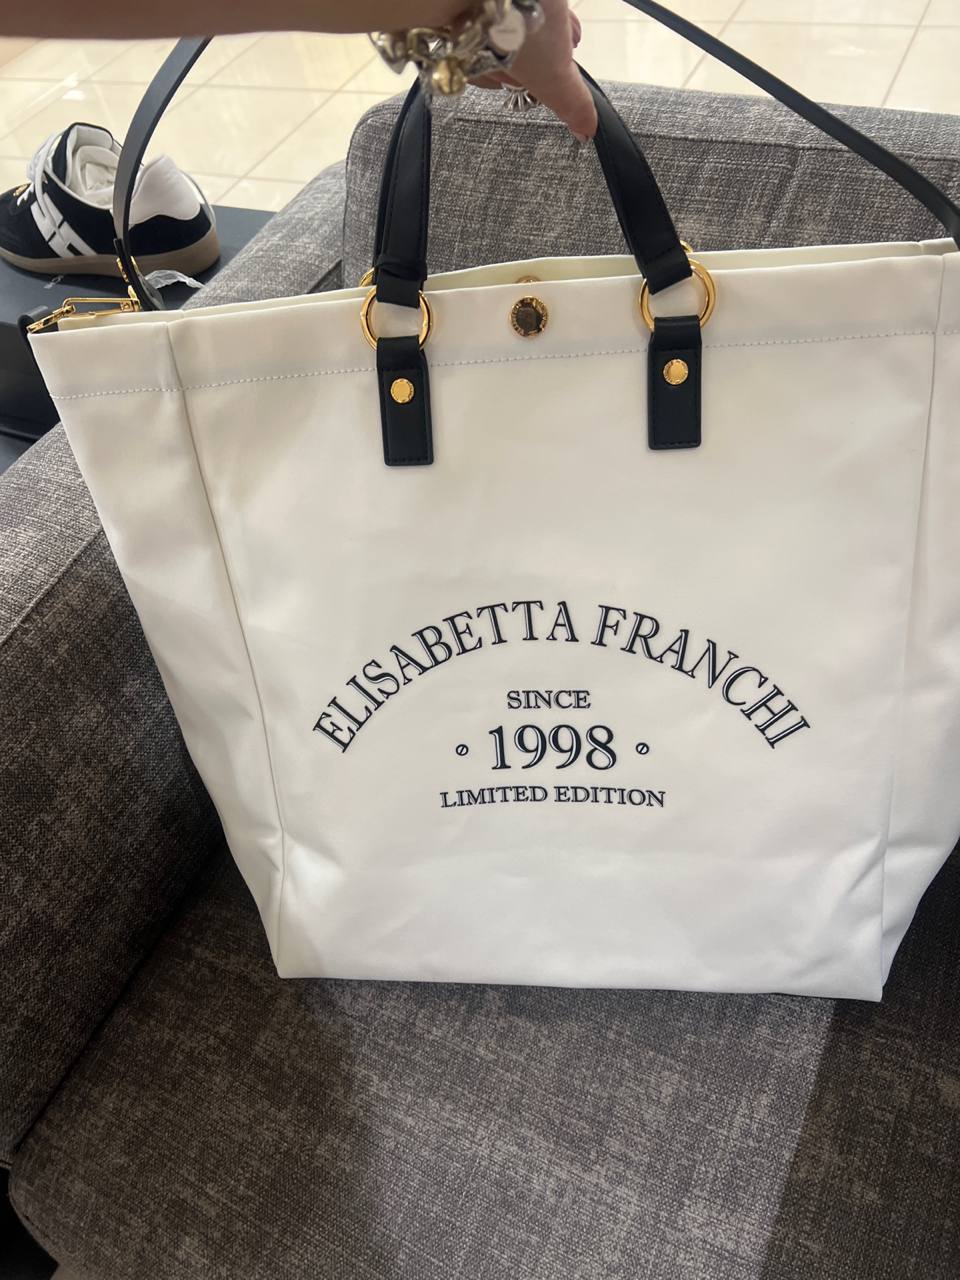 ELISABETTA FRANCHI
SINCE
1998
LIMITED EDITION